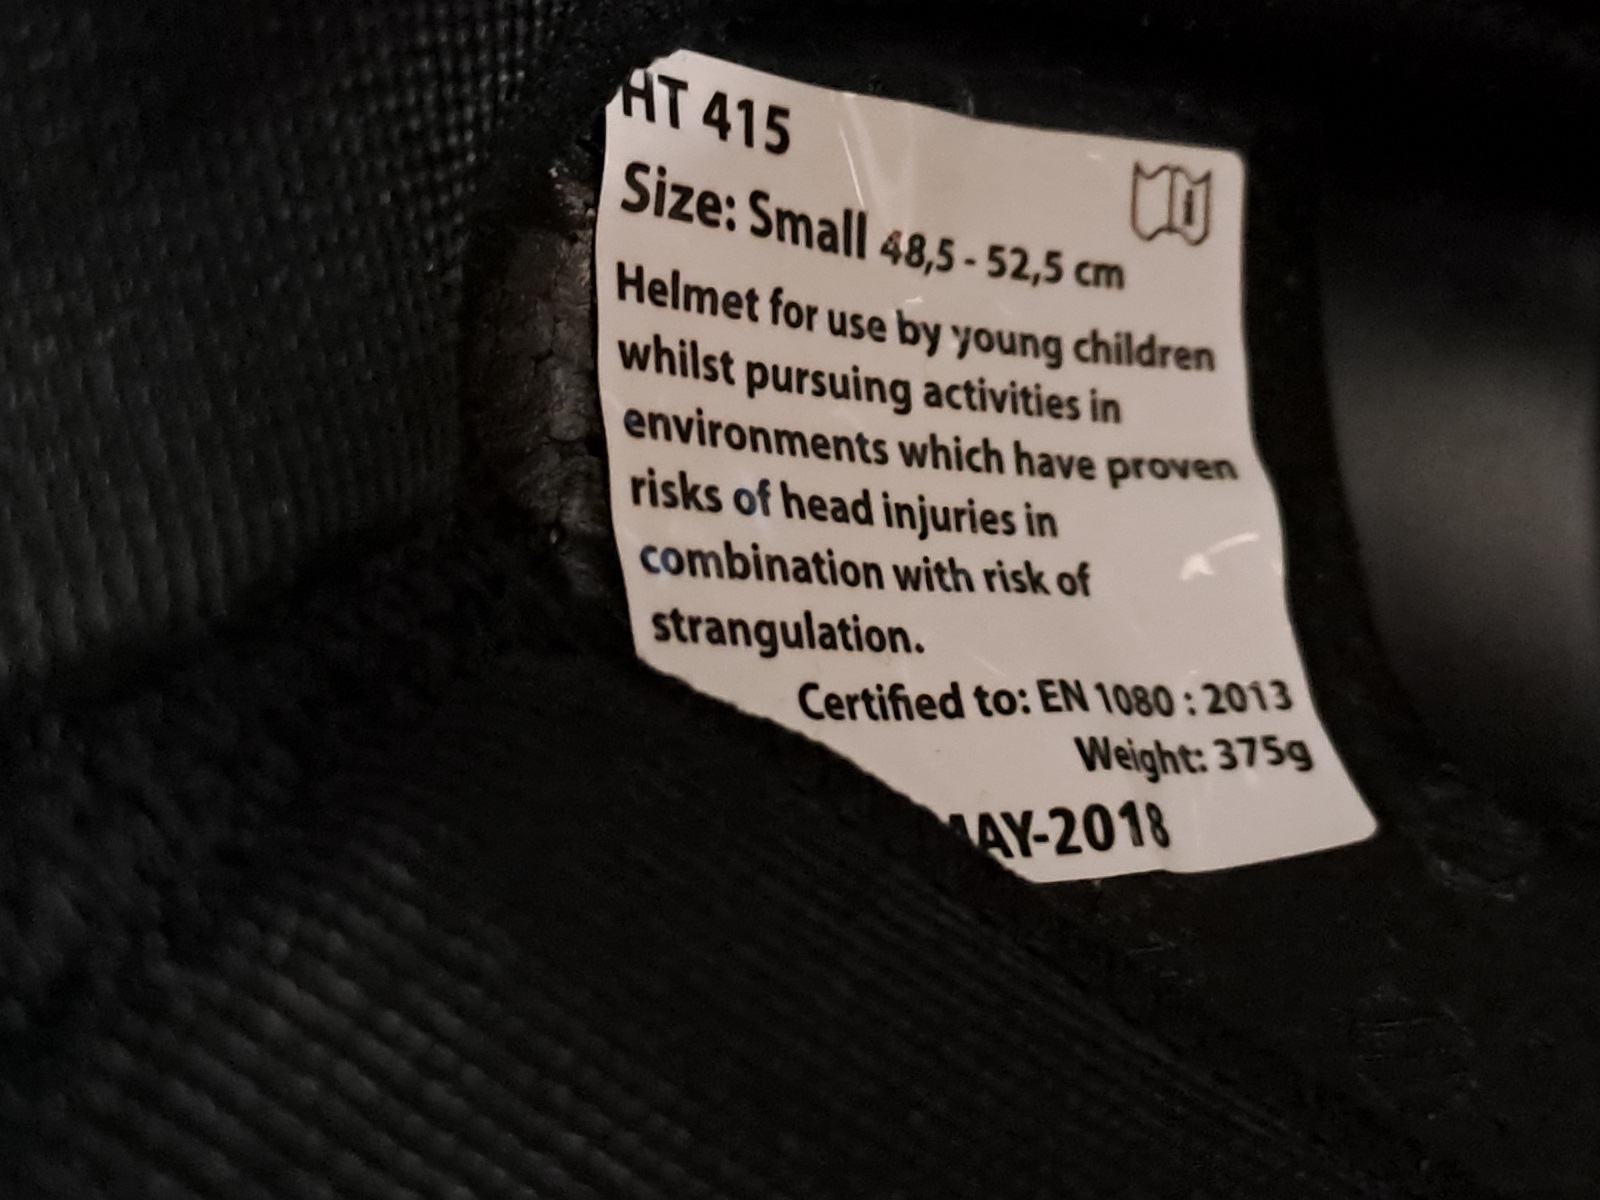 HT 415
Size: Small 48,5 - 52,5 cm
Helmet for use by young children
whilst pursuing activities in
environments which have proven
risks of head injuries in
combination with risk of
strangulation.
Certified to: EN 1080 : 2013
Weight: 375g
MAY-2018